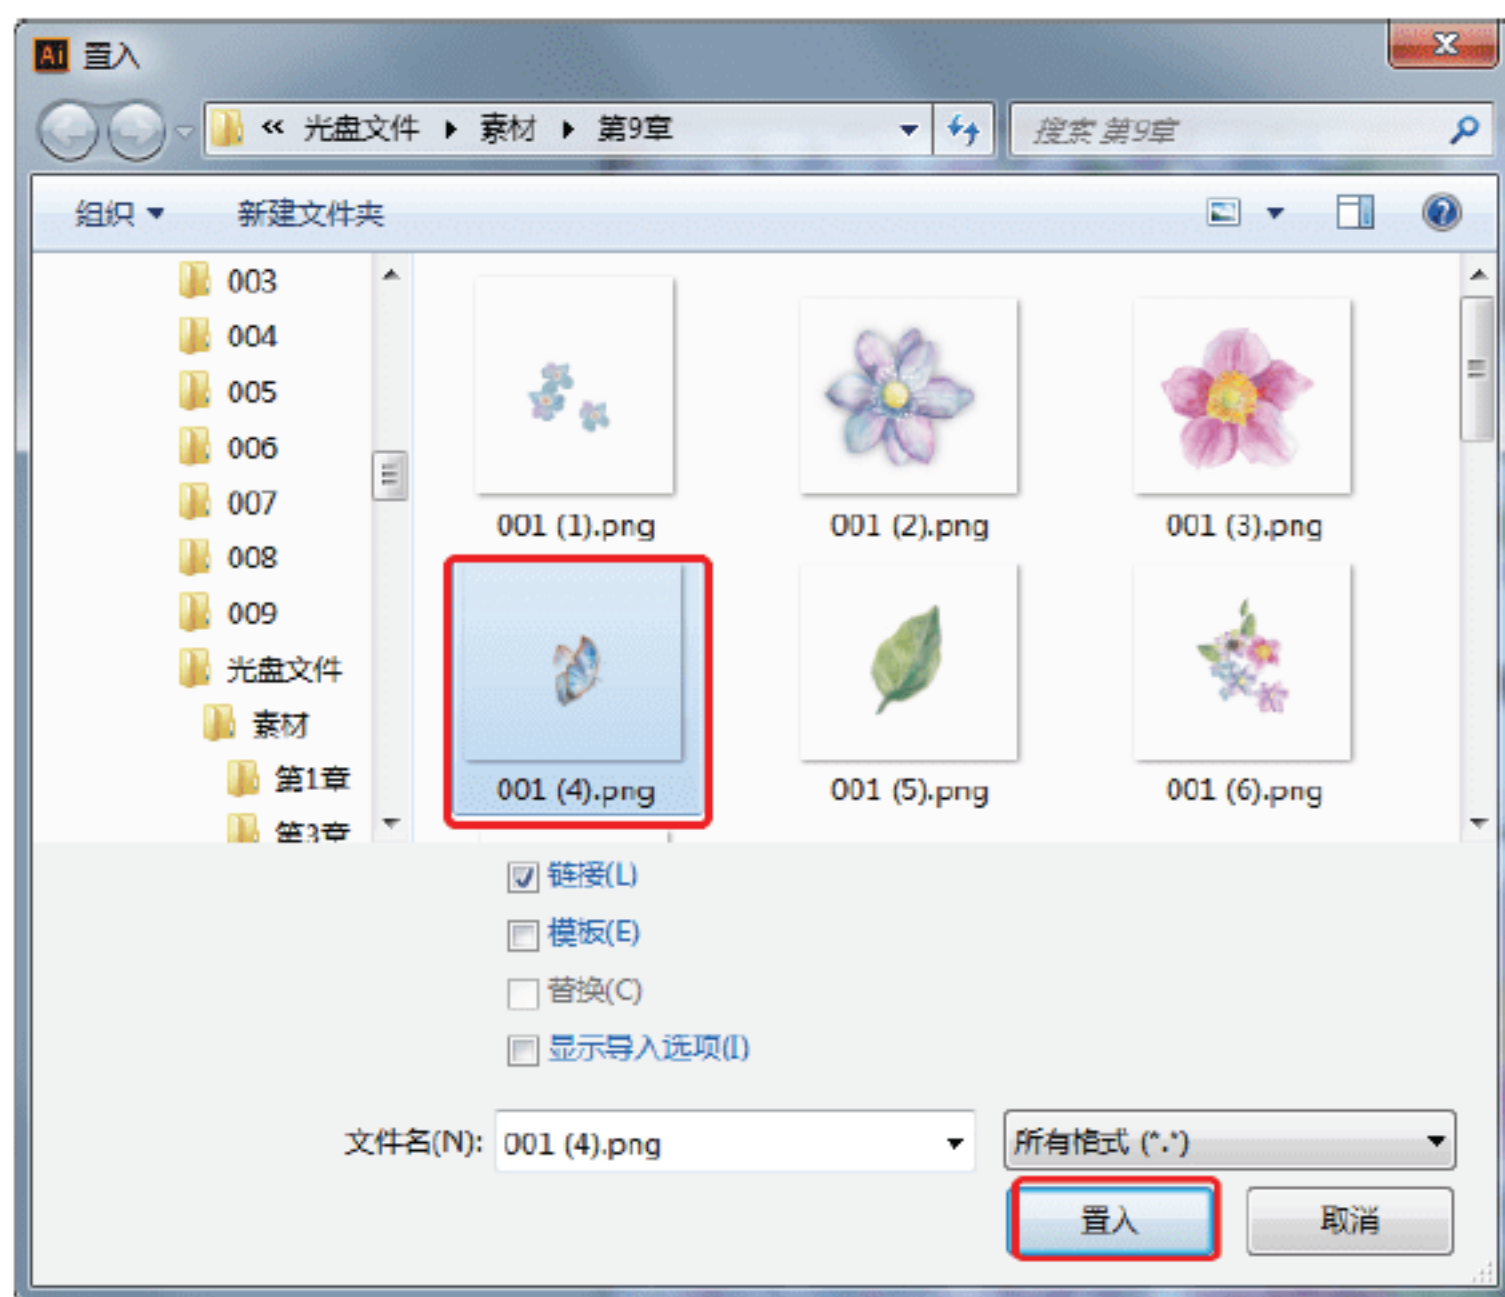 Ai 置入
« 光盘文件 ▶ 素材 ▶ 第9章
搜索 第9章
组织 ▼ 新建文件夹
003
004
005
006
007
008
009
光盘文件
素材
第1章
第3章
001 (1).png
001 (2).png
001 (3).png
001 (4).png
001 (5).png
001 (6).png
链接(L)
模板(E)
替换(C)
显示导入选项(I)
文件名(N): 001 (4).png
所有格式 (*.*)
置入
取消